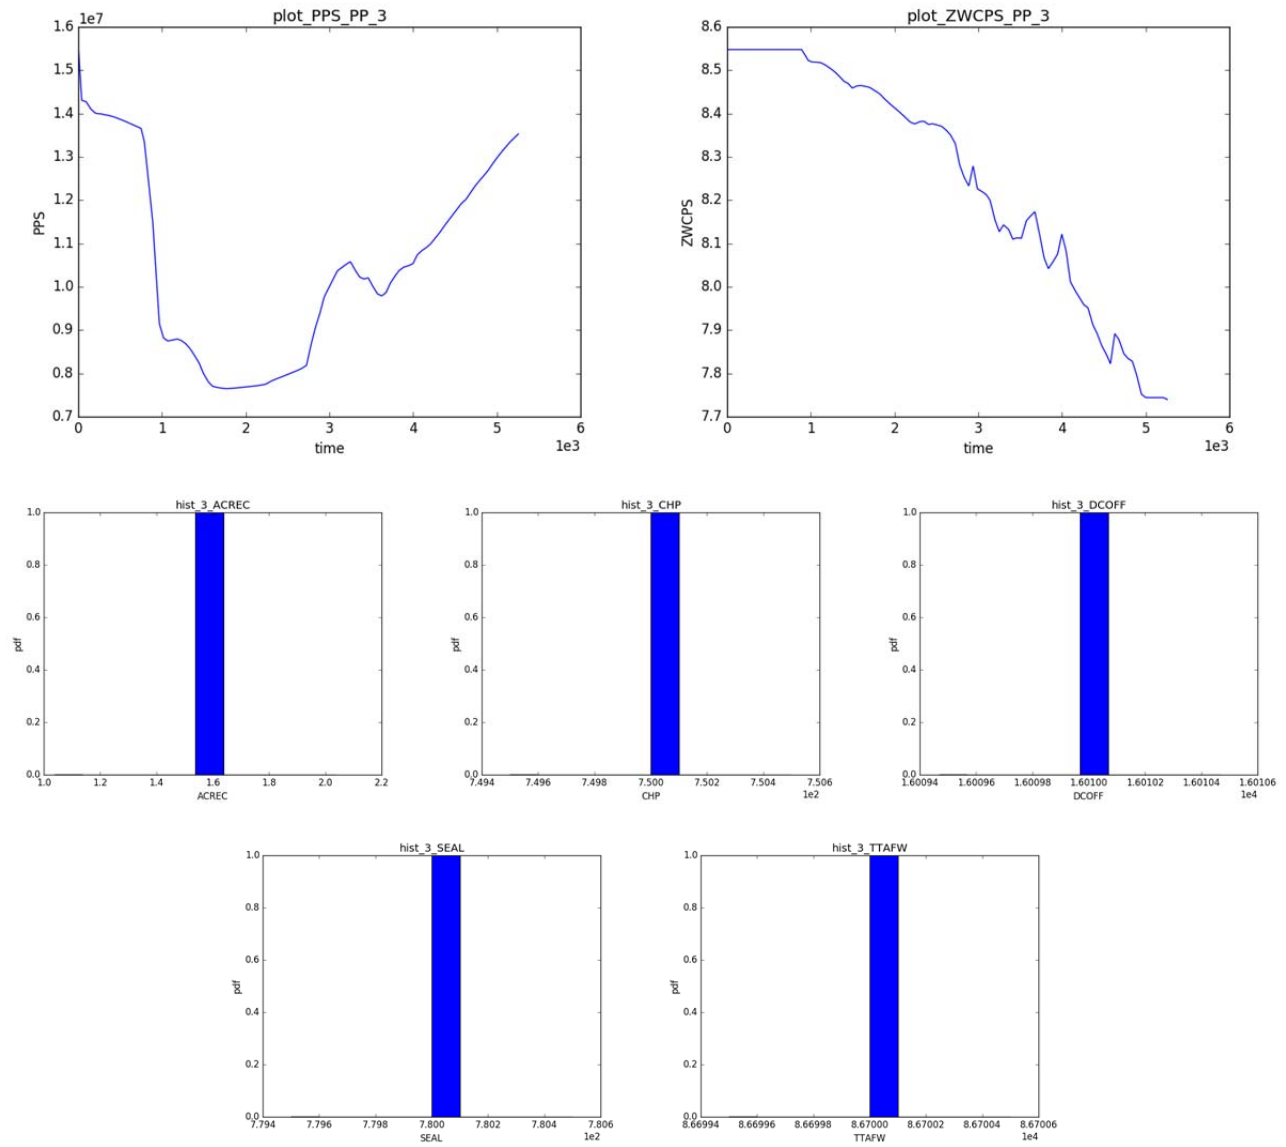 plot_PPS_PP_3
1e7
1.6
1.5
1.4
1.3
1.2
1.1
1.0
0.9
0.8
0.7
PPS
0 1 2 3 4 5 6
time
1e3
plot_ZWCPS_PP_3
8.6
8.5
8.4
8.3
8.2
8.1
8.0
7.9
7.8
7.7
ZWCPS
0 1 2 3 4 5 6
time
1e3
hist_3_ACREC
1.0
0.8
0.6
0.4
0.2
0.0
pdf
1.0 1.2 1.4 1.6 1.8 2.0 2.2
ACREC
hist_3_CHP
1.0
0.8
0.6
0.4
0.2
0.0
pdf
7.494 7.496 7.498 7.500 7.502 7.504 7.506
CHP
1e2
hist_3_DCOFF
1.0
0.8
0.6
0.4
0.2
0.0
pdf
1.60094 1.60096 1.60098 1.60100 1.60102 1.60104 1.60106
DCOFF
1e4
hist_3_SEAL
1.0
0.8
0.6
0.4
0.2
0.0
pdf
7.794 7.796 7.798 7.800 7.802 7.804 7.806
SEAL
1e2
hist_3_TTAFW
1.0
0.8
0.6
0.4
0.2
0.0
pdf
8.66994 8.66996 8.66998 8.67000 8.67002 8.67004 8.67006
TTAFW
1e4